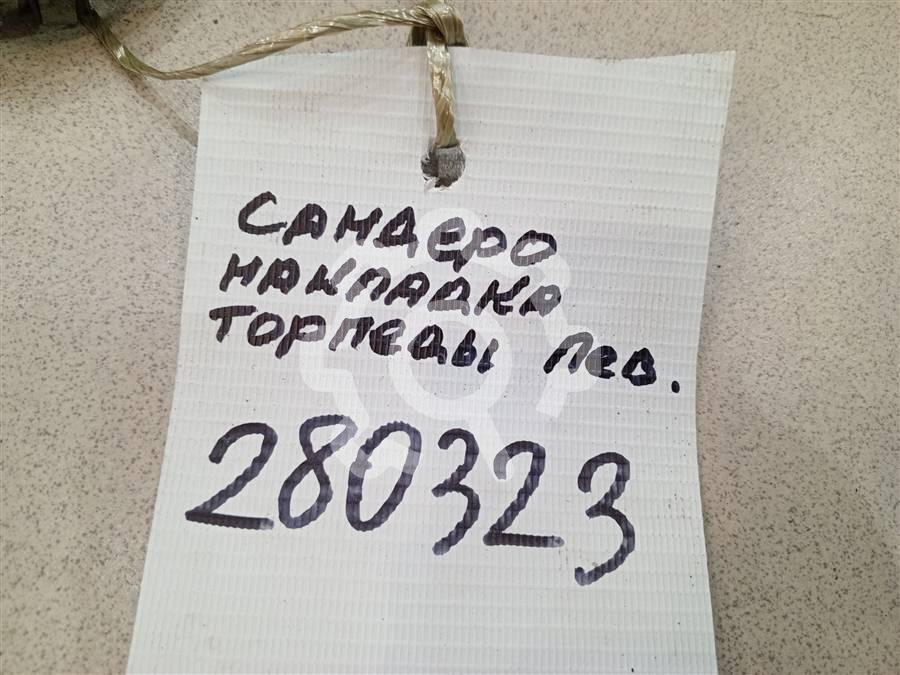 Сандеро
накладка
торпеды лев.
280323